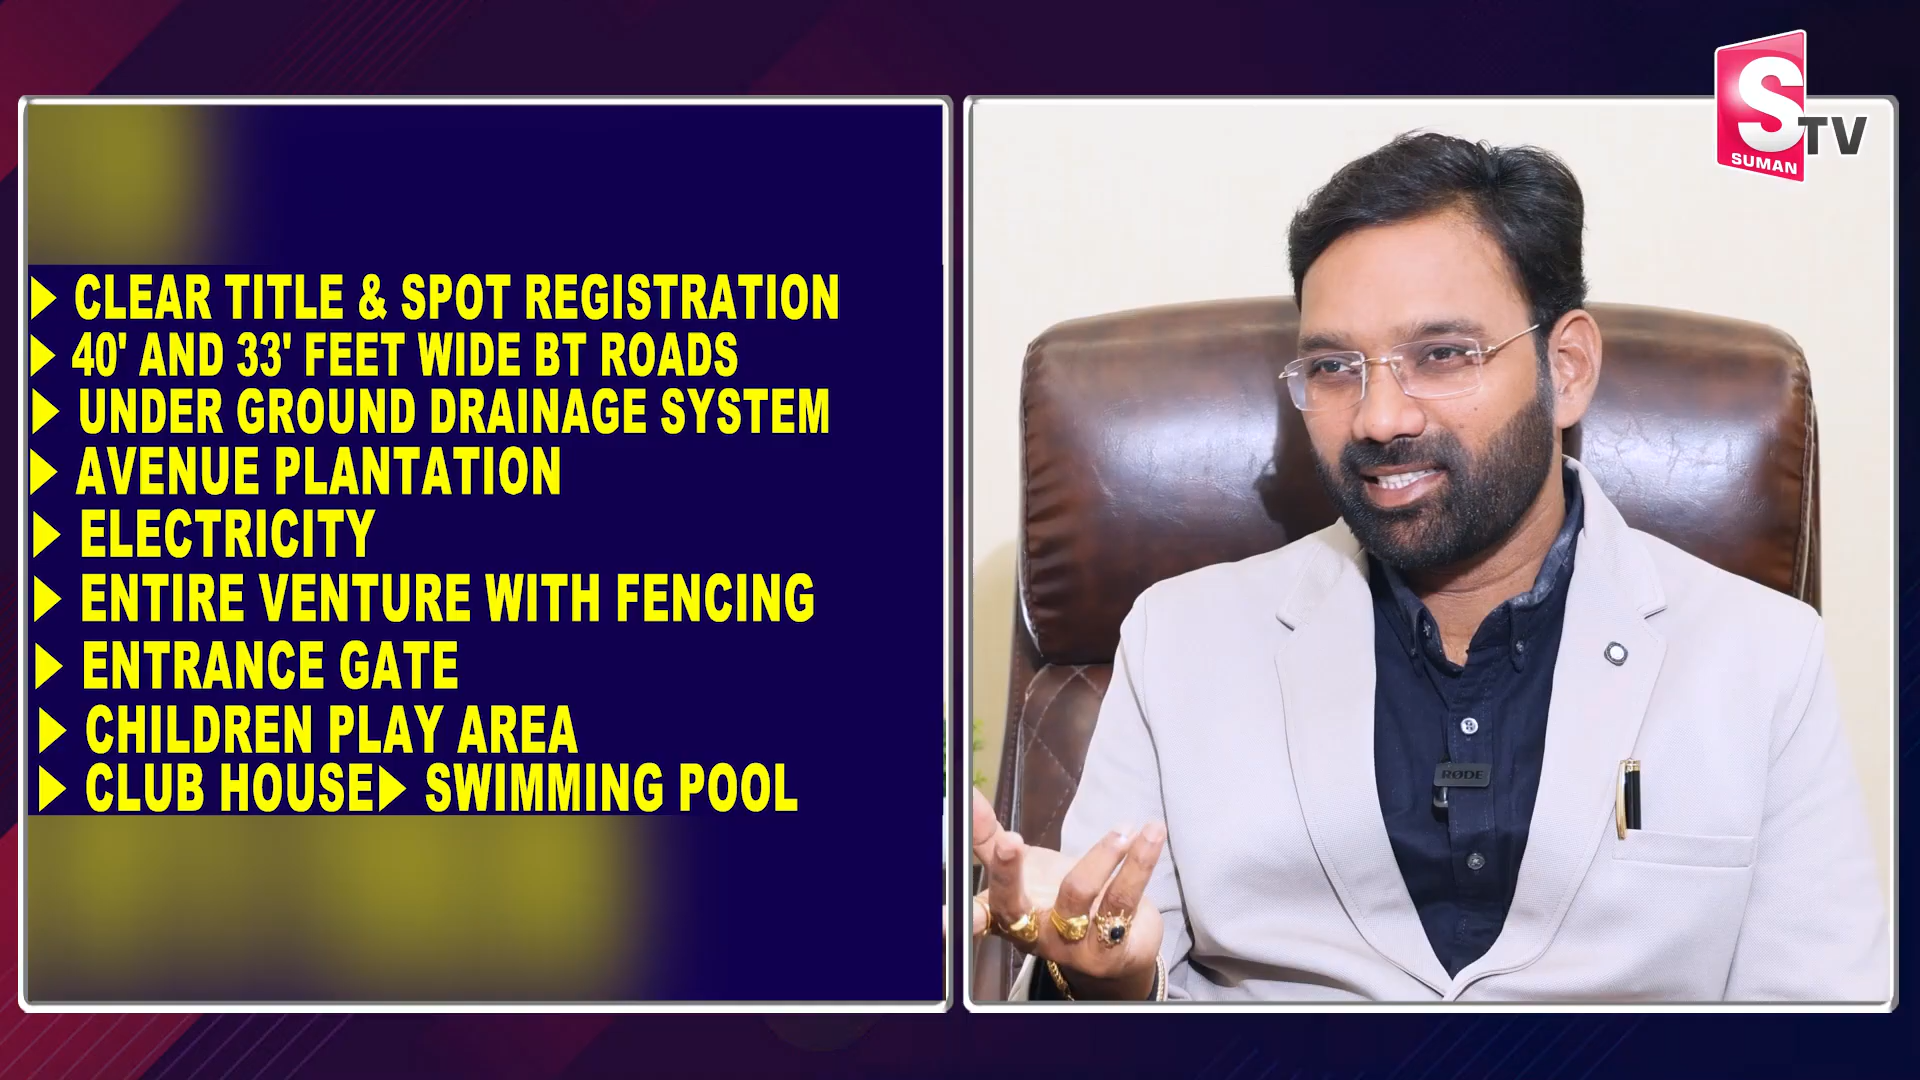 ▶ CLEAR TITLE & SPOT REGISTRATION
▶ 40' AND 33' FEET WIDE BT ROADS
▶ UNDER GROUND DRAINAGE SYSTEM
▶ AVENUE PLANTATION
▶ ELECTRICITY
▶ ENTIRE VENTURE WITH FENCING
▶ ENTRANCE GATE
▶ CHILDREN PLAY AREA
▶ CLUB HOUSE▶ SWIMMING POOL
S TV
SUMAN
RØDE